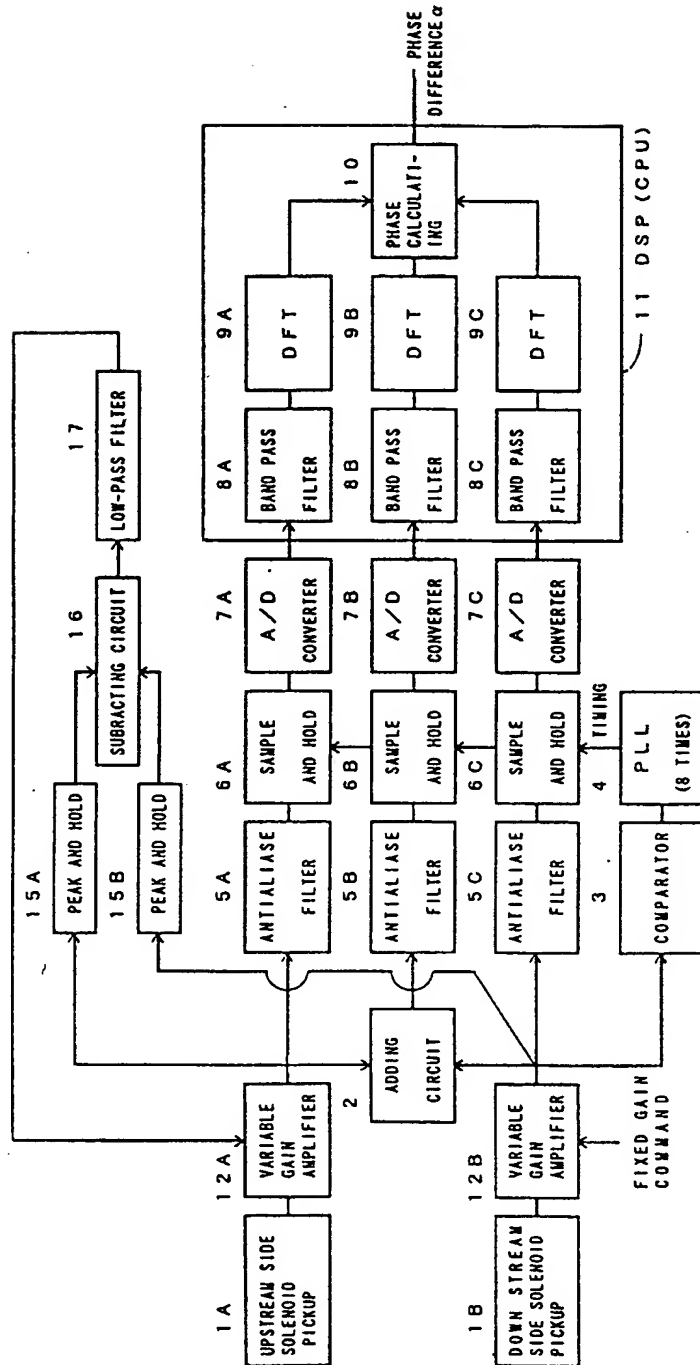 1A
UPSTREAM SIDE
SOLENOID
PICKUP
12A
VARIABLE
GAIN
AMPLIFIER
1B
DOWN STREAM
SIDE SOLENOID
PICKUP
12B
VARIABLE
GAIN
AMPLIFIER
FIXED GAIN
COMMAND
2
ADDING
CIRCUIT
15A
PEAK AND HOLD
15B
PEAK AND HOLD
16
SUBRACTING CIRCUIT
17
LOW-PASS FILTER
5A
ANTIALIASE
FILTER
6A
SAMPLE
AND HOLD
7A
A/D
CONVERTER
8A
BAND PASS
FILTER
9A
DFT
5B
ANTIALIASE
FILTER
6B
SAMPLE
AND HOLD
7B
A/D
CONVERTER
8B
BAND PASS
FILTER
9B
DFT
5C
ANTIALIASE
FILTER
6C
SAMPLE
AND HOLD
7C
A/D
CONVERTER
8C
BAND PASS
FILTER
9C
DFT
3
COMPARATOR
4
TIMING
PLL
(8 TIMES)
10
PHASE
CALCULATI-
ING
PHASE
DIFFERENCE α
11 DSP (CPU)